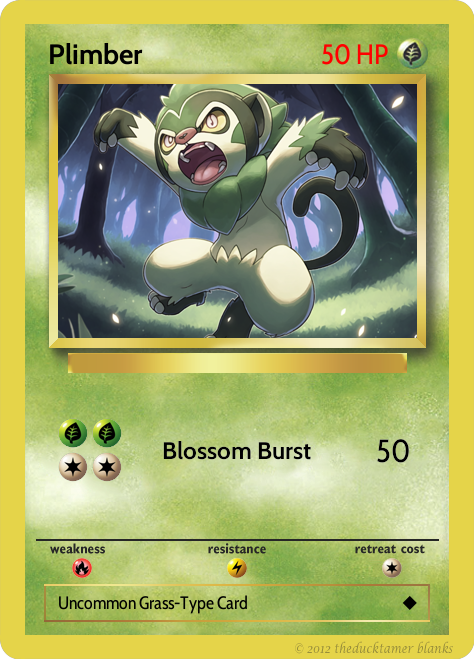 Plimber 50 HP
Blossom Burst 50
weakness resistance retreat cost
Uncommon Grass-Type Card
© 2012 theducktamer blanks